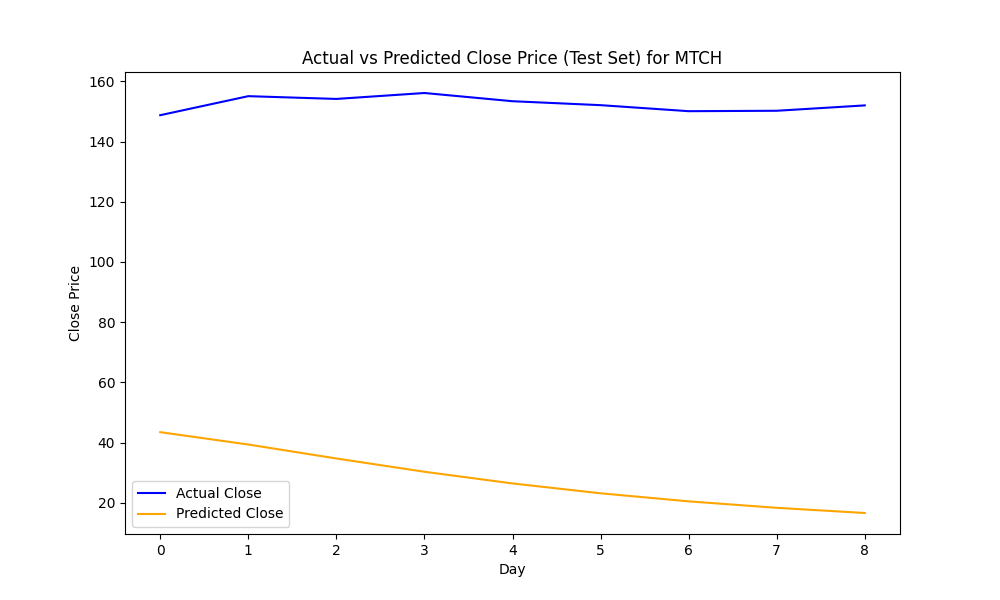 Actual vs Predicted Close Price (Test Set) for MTCH
160
140
120
100
80
60
40
20
Close Price
Actual Close
Predicted Close
0 1 2 3 4 5 6 7 8
Day